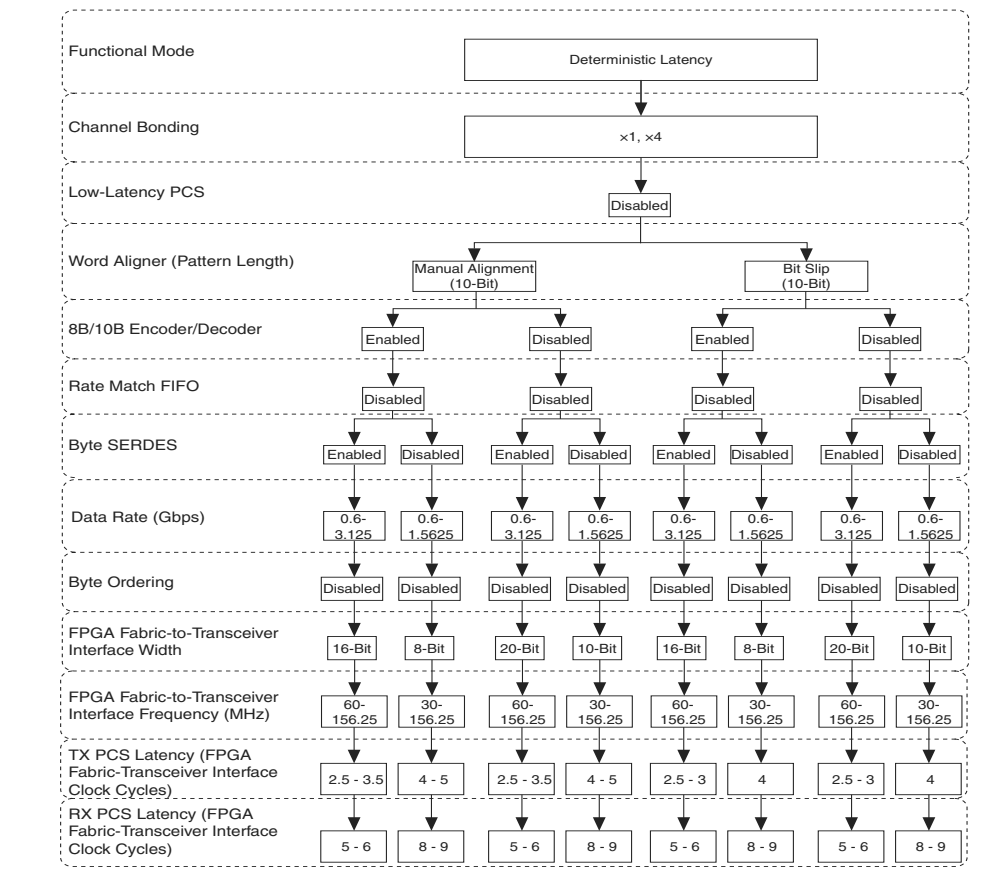 Functional Mode
Deterministic Latency
Channel Bonding
×1, ×4
Low-Latency PCS
Disabled
Word Aligner (Pattern Length)
Manual Alignment
(10-Bit)
Bit Slip
(10-Bit)
8B/10B Encoder/Decoder
Enabled Disabled Enabled Disabled
Rate Match FIFO
Disabled Disabled Disabled Disabled
Byte SERDES
Enabled Disabled Enabled Disabled Enabled Disabled Enabled Disabled
Data Rate (Gbps)
0.6- 0.6- 0.6- 0.6- 0.6- 0.6- 0.6- 0.6-
3.125 1.5625 3.125 1.5625 3.125 1.5625 3.125 1.5625
Byte Ordering
Disabled Disabled Disabled Disabled Disabled Disabled Disabled Disabled
FPGA Fabric-to-Transceiver
Interface Width
16-Bit 8-Bit 20-Bit 10-Bit 16-Bit 8-Bit 20-Bit 10-Bit
FPGA Fabric-to-Transceiver
Interface Frequency (MHz)
60- 30- 60- 30- 60- 30- 60- 30-
156.25 156.25 156.25 156.25 156.25 156.25 156.25 156.25
TX PCS Latency (FPGA
Fabric-Transceiver Interface
Clock Cycles)
2.5 - 3.5 4 - 5 2.5 - 3.5 4 - 5 2.5 - 3 4 2.5 - 3 4
RX PCS Latency (FPGA
Fabric-Transceiver Interface
Clock Cycles)
5 - 6 8 - 9 5 - 6 8 - 9 5 - 6 8 - 9 5 - 6 8 - 9